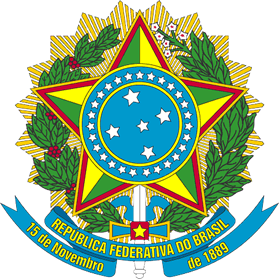 REPÚBLICA FEDERATIVA DO BRASIL
15 de Novembro
de 1889